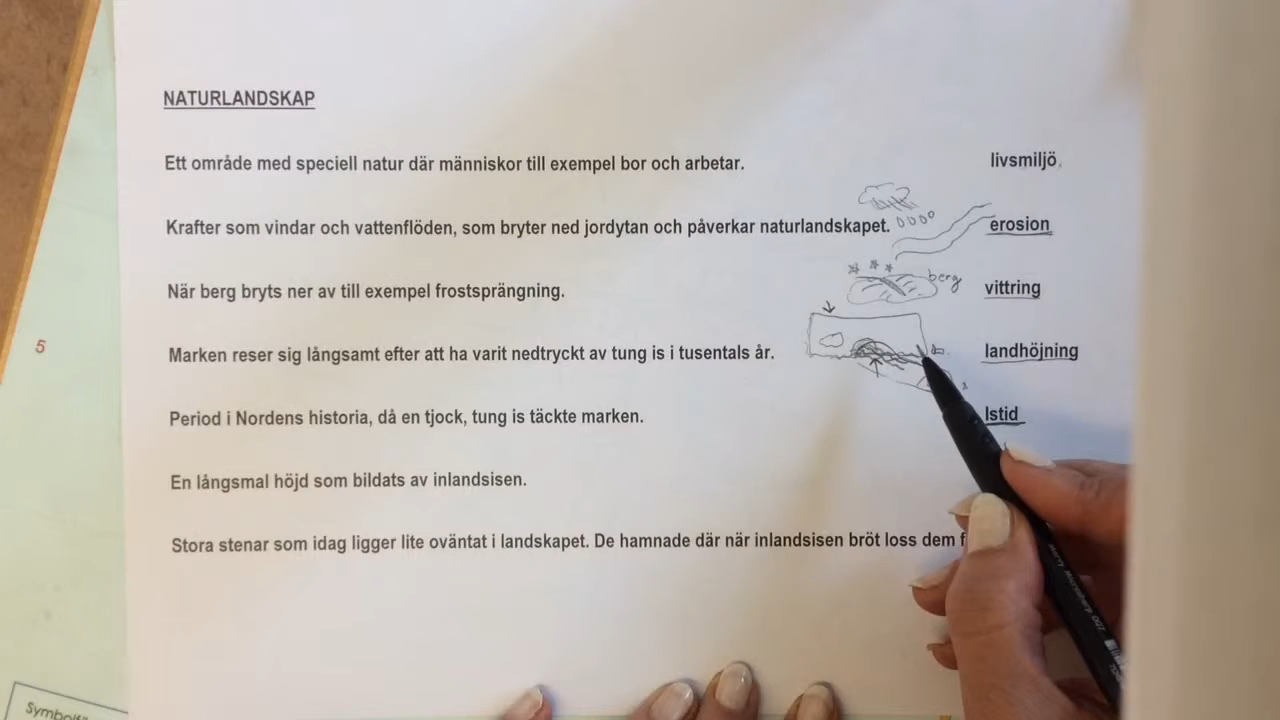 NATURLANDSKAP
Ett område med speciell natur där människor till exempel bor och arbetar. livsmiljö
Krafter som vindar och vattenflöden, som bryter ned jordytan och påverkar naturlandskapet. erosion
berg
När berg bryts ner av till exempel frostsprängning. vittring
5
Marken reser sig långsamt efter att ha varit nedtryckt av tung is i tusentals år. landhöjning
Period i Nordens historia, då en tjock, tung is täckte marken. Istid
En långsmal höjd som bildats av inlandsisen.
Stora stenar som idag ligger lite oväntat i landskapet. De hamnade där när inlandsisen bröt loss dem f